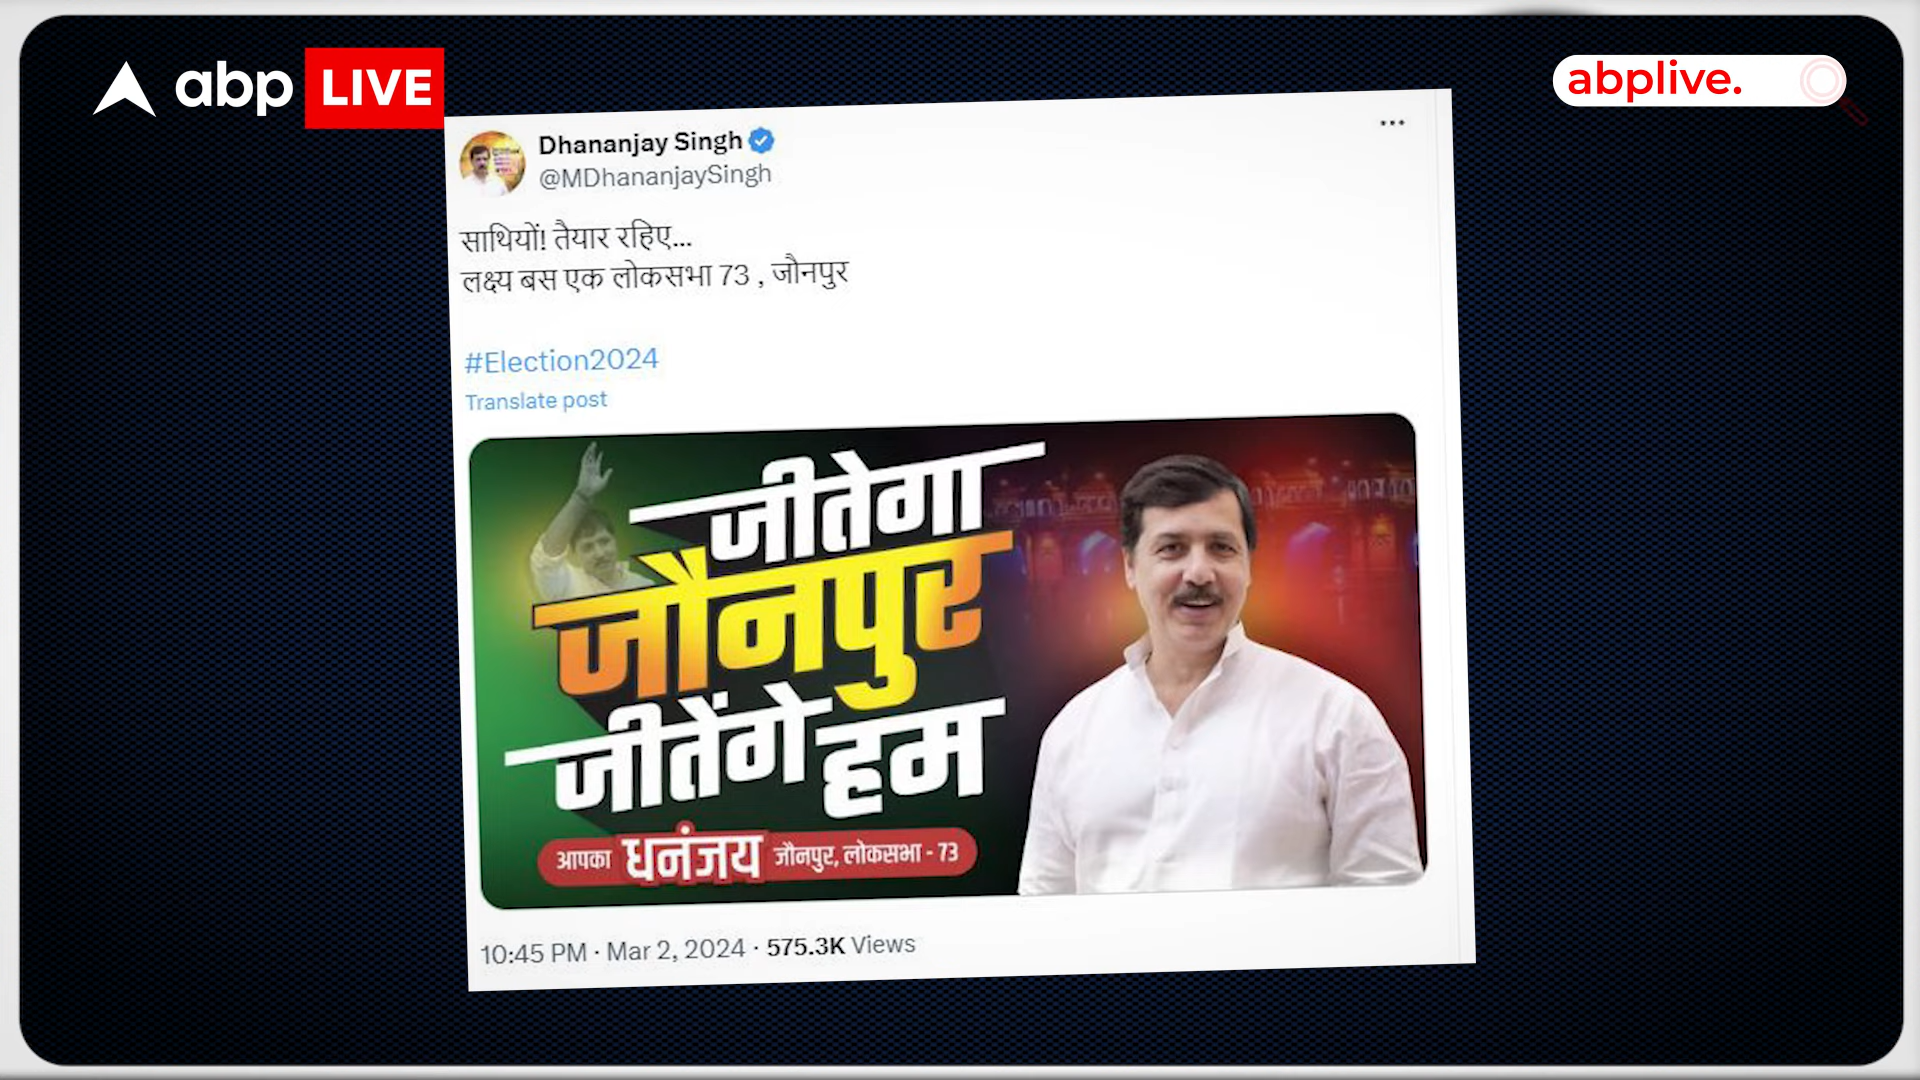 abp LIVE
abplive.
Dhananjay Singh
@MDhananjaySingh
साथियों! तैयार रहिए...
लक्ष्य बस एक लोकसभा 73 , जौनपुर
#Election2024
Translate post
जीतेगा
जौनपुर
जीतेंगे हम
आपका धनंजय जौनपुर, लोकसभा - 73
10:45 PM · Mar 2, 2024 · 575.3K Views